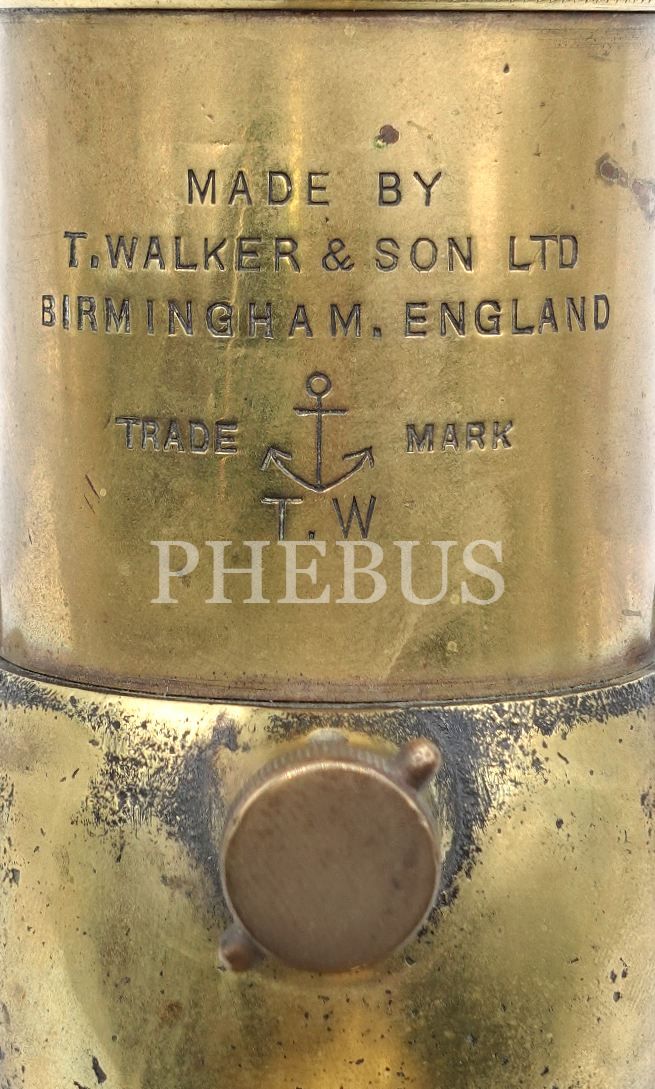 MADE BY
T. WALKER & SON LTD
BIRMINGHAM. ENGLAND
TRADE MARK
T. W
PHEBUS